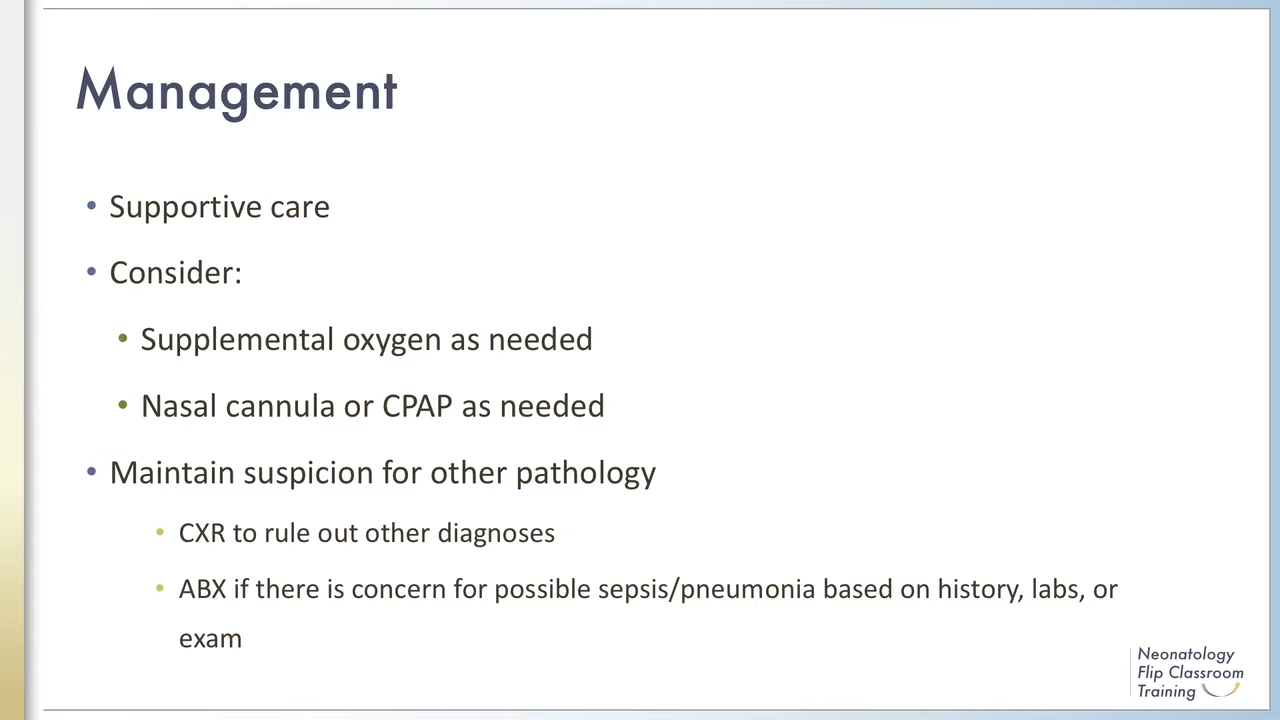 Management
• Supportive care
• Consider:
• Supplemental oxygen as needed
• Nasal cannula or CPAP as needed
• Maintain suspicion for other pathology
• CXR to rule out other diagnoses
• ABX if there is concern for possible sepsis/pneumonia based on history, labs, or
exam
Neonatology
Flip Classroom
Training